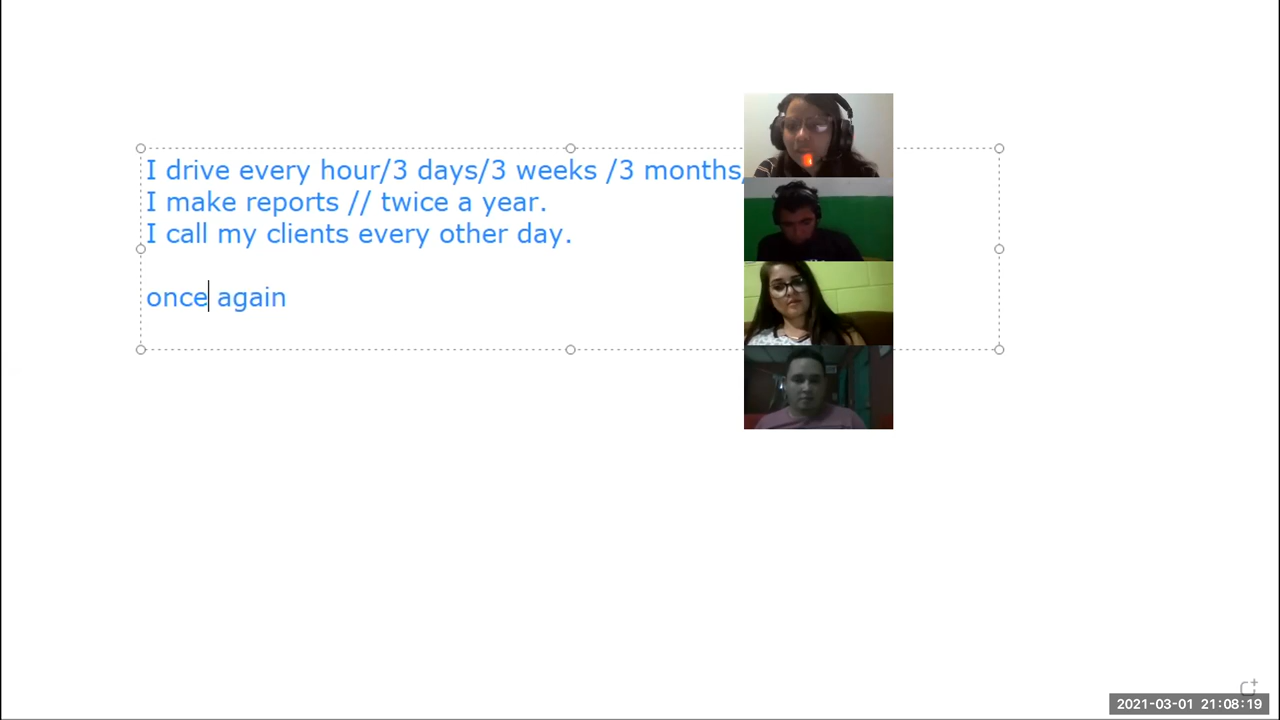 I drive every hour/3 days/3 weeks /3 months,
I make reports // twice a year.
I call my clients every other day.
once again
2021-03-01 21:08:19